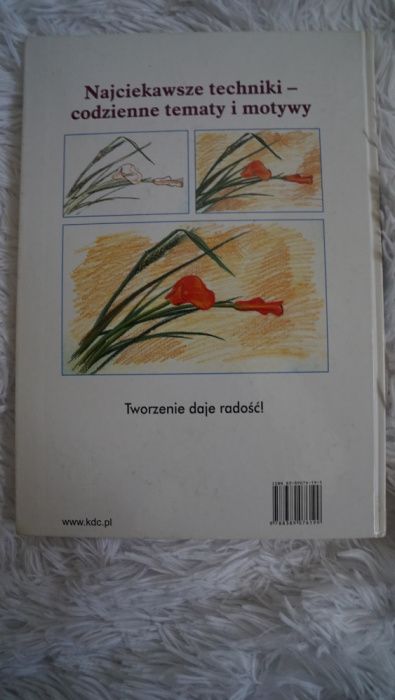 Najciekawsze techniki –
codzienne tematy i motywy
Tworzenie daje radość!
www.kdc.pl